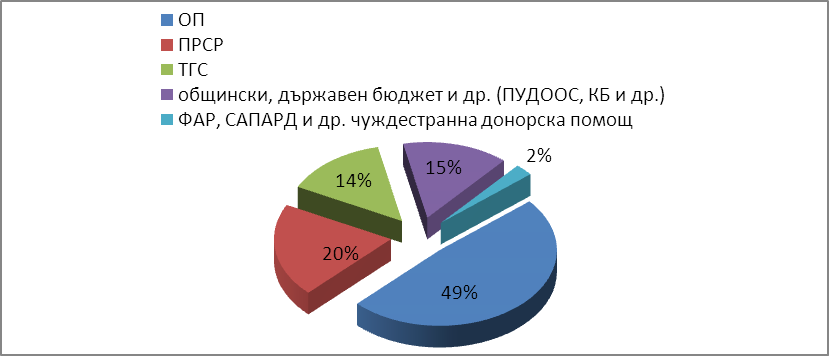 ОП
ПРСР
ТГС
общински, държавен бюджет и др. (ПУДООС, КБ и др.)
ФАР, САПАРД и др. чуждестранна донорска помощ
2%
15%
14%
20%
49%